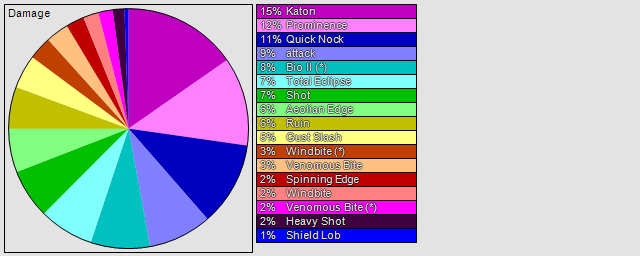 Damage
15% Katon
12% Prominence
11% Quick Nock
9% attack
8% Bio II (*)
7% Total Eclipse
7% Shot
6% Aeolian Edge
6% Ruin
5% Gust Slash
3% Windbite (*)
3% Venomous Bite
2% Spinning Edge
2% Windbite
2% Venomous Bite (*)
2% Heavy Shot
1% Shield Lob